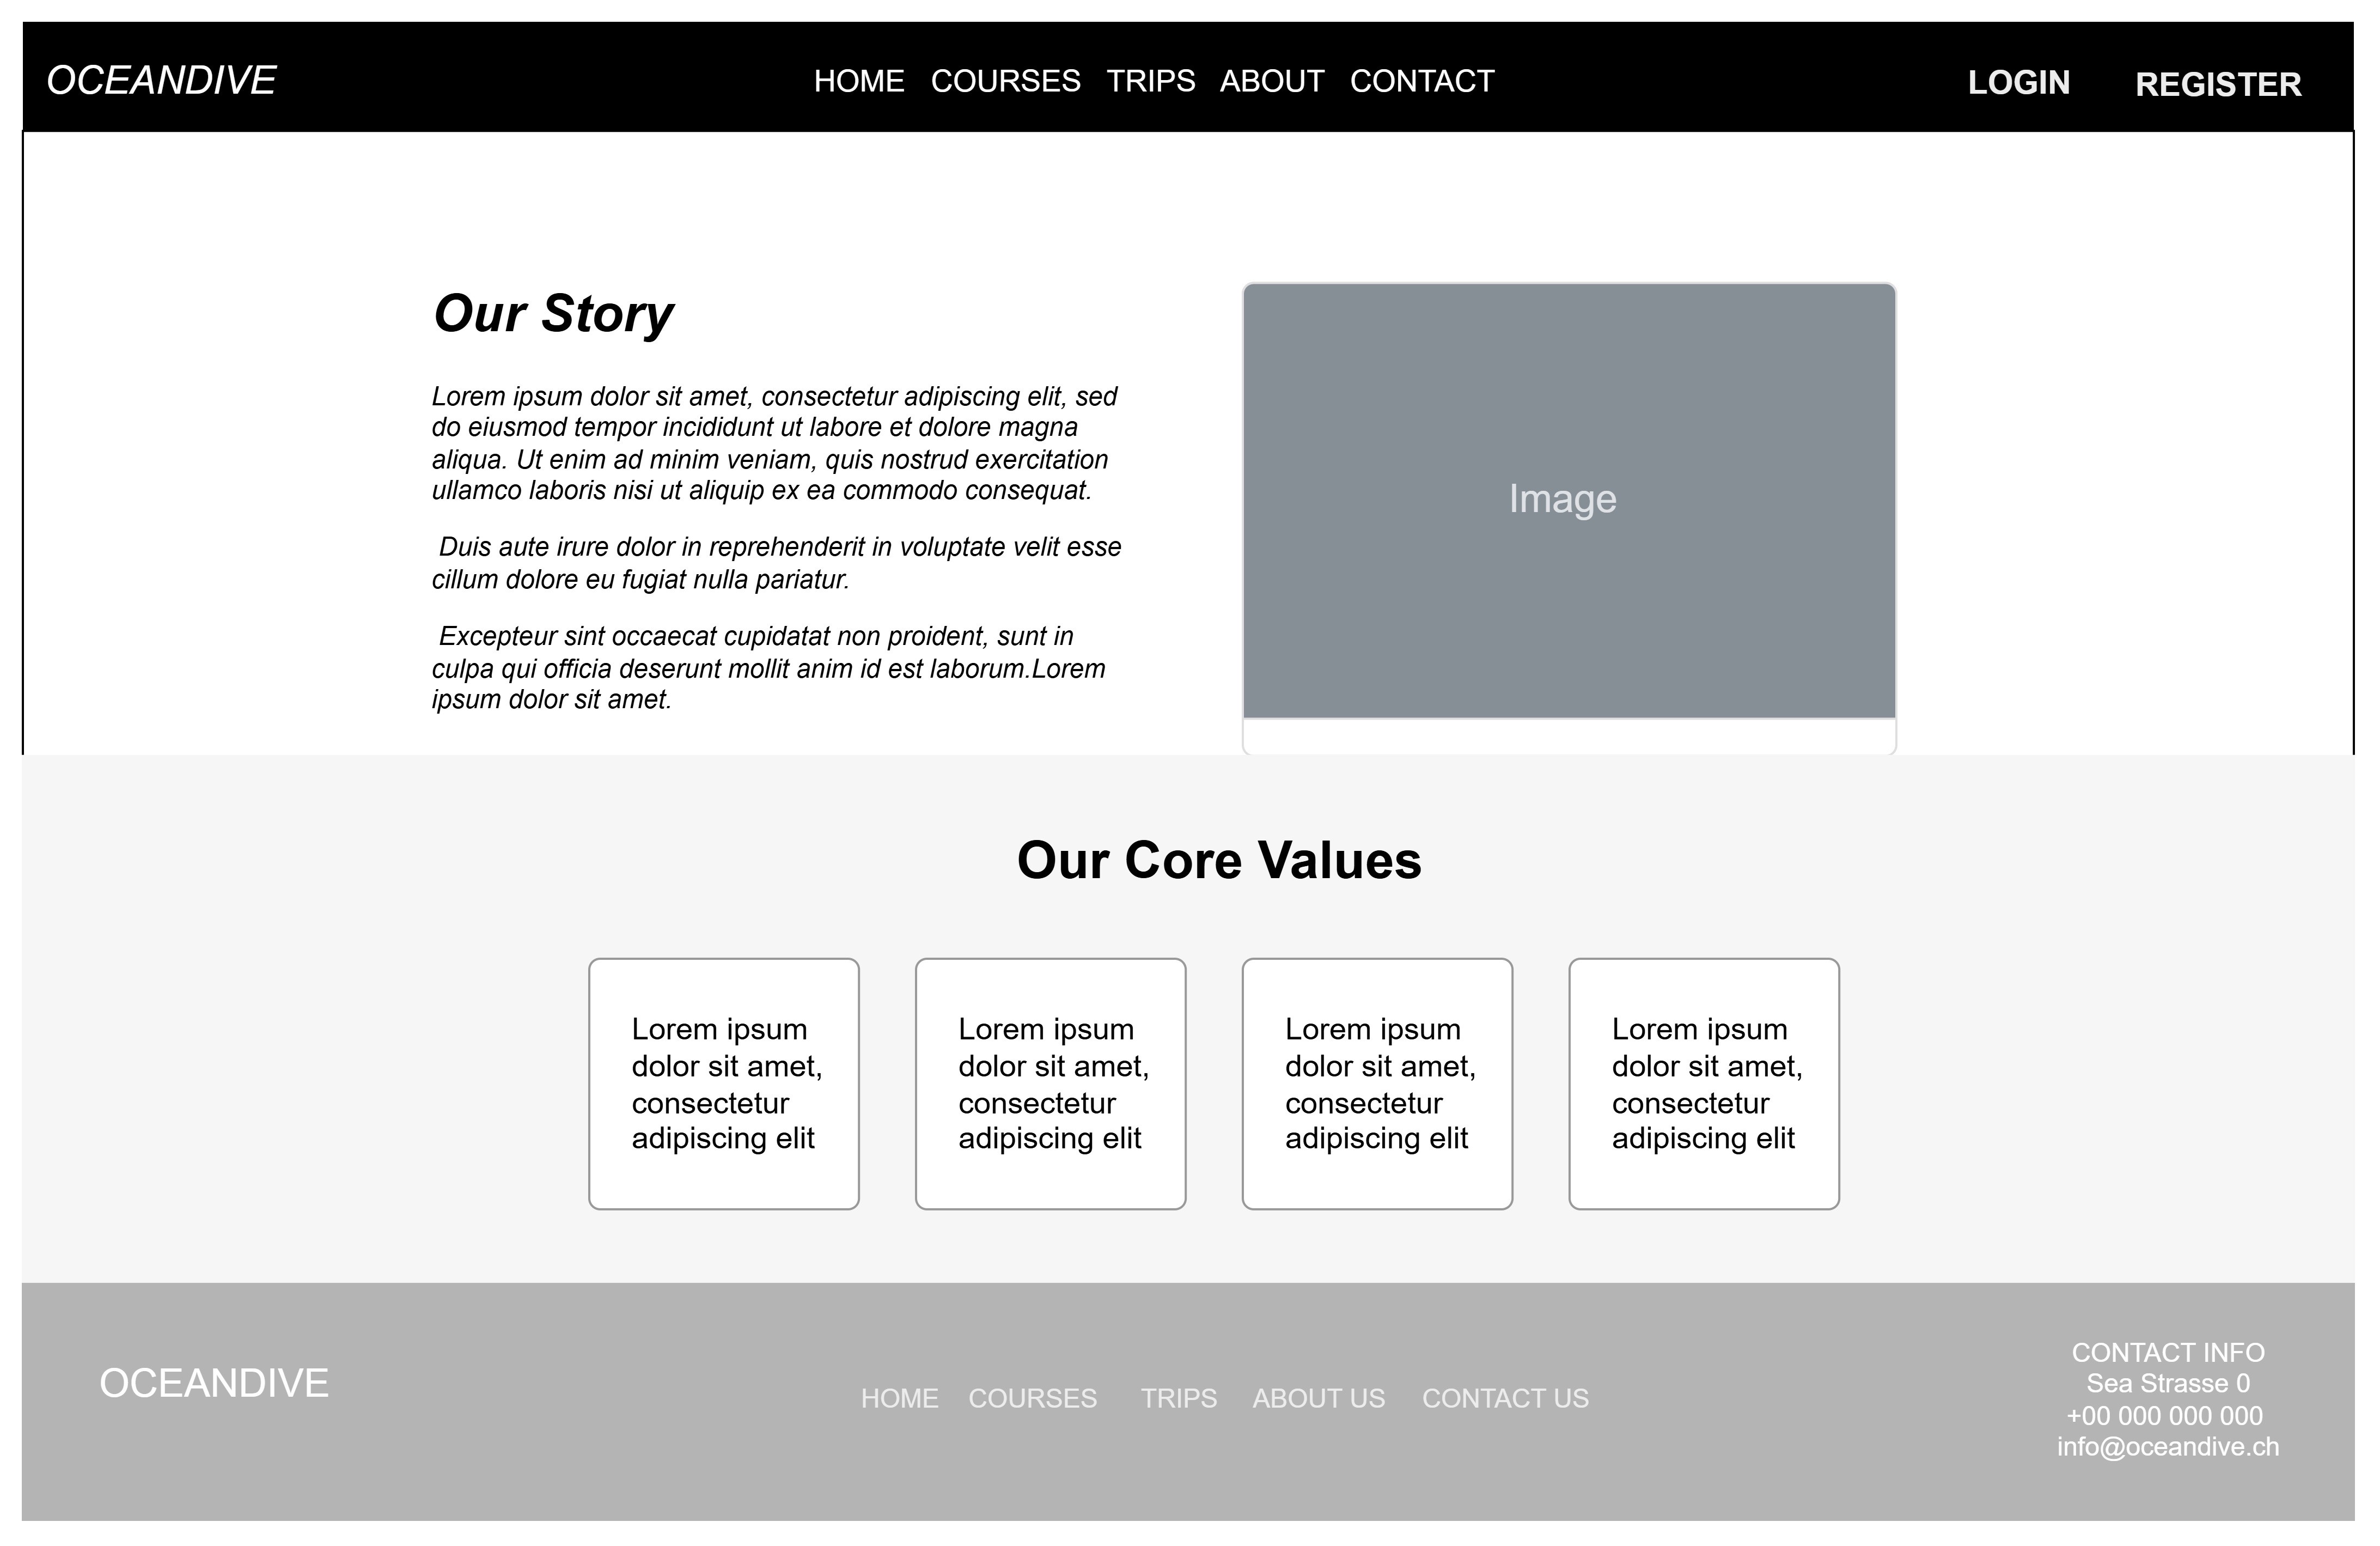 OCEANDIVE
HOME COURSES TRIPS ABOUT CONTACT
LOGIN REGISTER
Our Story
Lorem ipsum dolor sit amet, consectetur adipiscing elit, sed
do eiusmod tempor incididunt ut labore et dolore magna
aliqua. Ut enim ad minim veniam, quis nostrud exercitation
ullamco laboris nisi ut aliquip ex ea commodo consequat.
Duis aute irure dolor in reprehenderit in voluptate velit esse
cillum dolore eu fugiat nulla pariatur.
Excepteur sint occaecat cupidatat non proident, sunt in
culpa qui officia deserunt mollit anim id est laborum.Lorem
ipsum dolor sit amet.
Image
Our Core Values
Lorem ipsum
dolor sit amet,
consectetur
adipiscing elit
Lorem ipsum
dolor sit amet,
consectetur
adipiscing elit
Lorem ipsum
dolor sit amet,
consectetur
adipiscing elit
Lorem ipsum
dolor sit amet,
consectetur
adipiscing elit
OCEANDIVE
HOME COURSES TRIPS ABOUT US CONTACT US
CONTACT INFO
Sea Strasse 0
+00 000 000 000
info@oceandive.ch